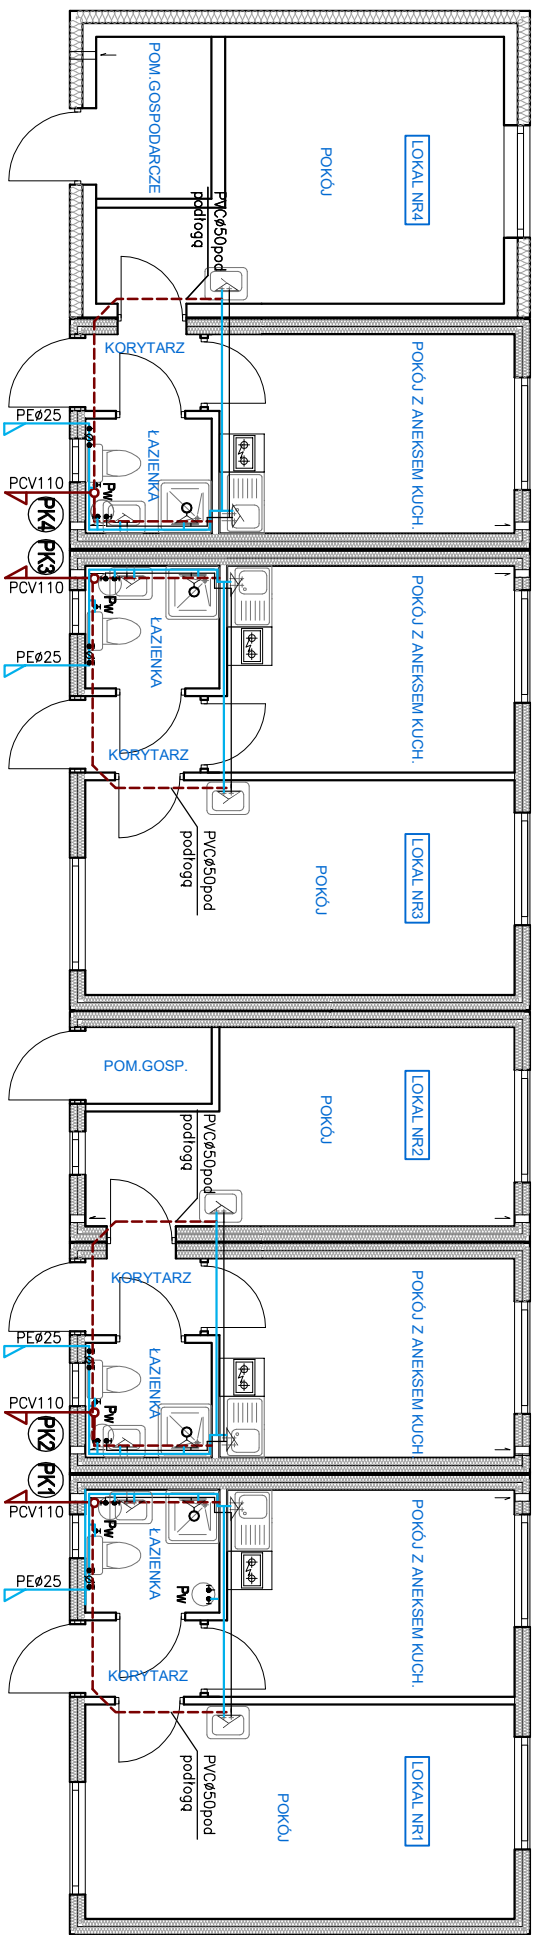 POM.GOSPODARCZE
POKÓJ
LOKAL NR4
PVCø50pod
podłogą
KORYTARZ
POKÓJ Z ANEKSEM KUCH.
PEø25
ŁAZIENKA
PCV110
Pw
PK4
PK3
PCV110
Pw
ŁAZIENKA
POKÓJ Z ANEKSEM KUCH.
PEø25
KORYTARZ
PVCø50pod
podłogą
POKÓJ
LOKAL NR3
POM.GOSP.
POKÓJ
LOKAL NR2
PVCø50pod
podłogą
KORYTARZ
POKÓJ Z ANEKSEM KUCH
PEø25
ŁAZIENKA
PCV110
Pw
PK2
PK1
PCV110
Pw
ŁAZIENKA
POKÓJ Z ANEKSEM KUCH.
Pw
PEø25
KORYTARZ
PVCø50pod
podłogą
POKÓJ
LOKAL NR1